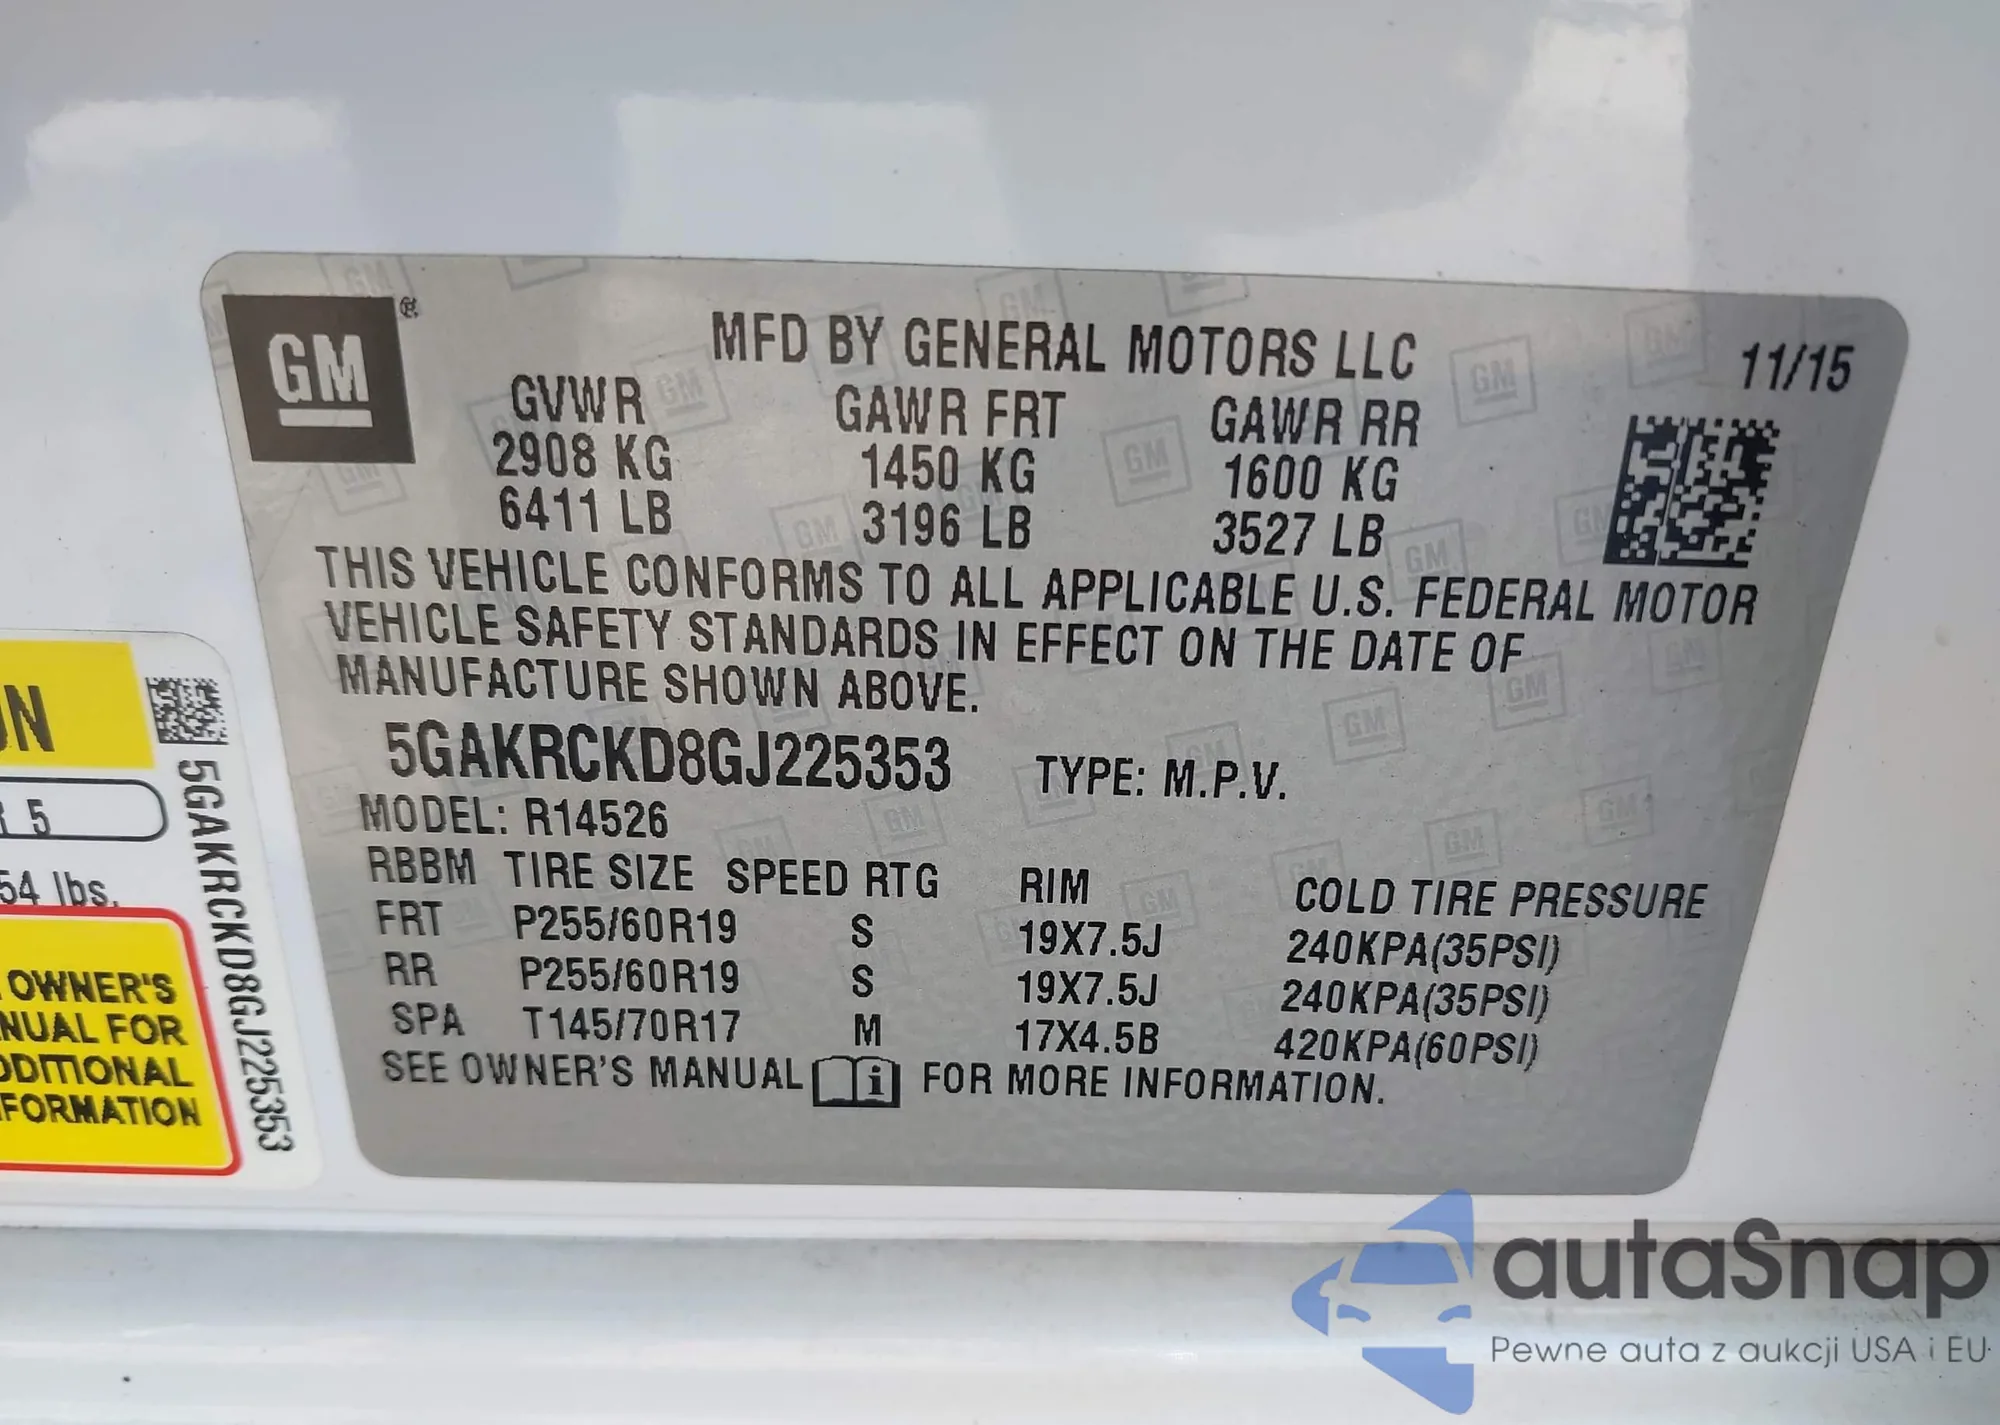 GM ®
MFD BY GENERAL MOTORS LLC 11/15
GVWR GAWR FRT GAWR RR
2908 KG 1450 KG 1600 KG
6411 LB 3196 LB 3527 LB
THIS VEHICLE CONFORMS TO ALL APPLICABLE U.S. FEDERAL MOTOR
VEHICLE SAFETY STANDARDS IN EFFECT ON THE DATE OF
MANUFACTURE SHOWN ABOVE.
5GAKRCKD8GJ225353 TYPE: M.P.V.
MODEL: R14526
RBBM TIRE SIZE SPEED RTG RIM COLD TIRE PRESSURE
FRT P255/60R19 S 19X7.5J 240KPA(35PSI)
RR P255/60R19 S 19X7.5J 240KPA(35PSI)
SPA T145/70R17 M 17X4.5B 420KPA(60PSI)
SEE OWNER'S MANUAL i FOR MORE INFORMATION.
5
54 lbs.
OWNER'S
NUAL FOR
DDITIONAL
FORMATION
5GAKRCKD8GJ225353
autaSnap
Pewne auta z aukcji USA i EU